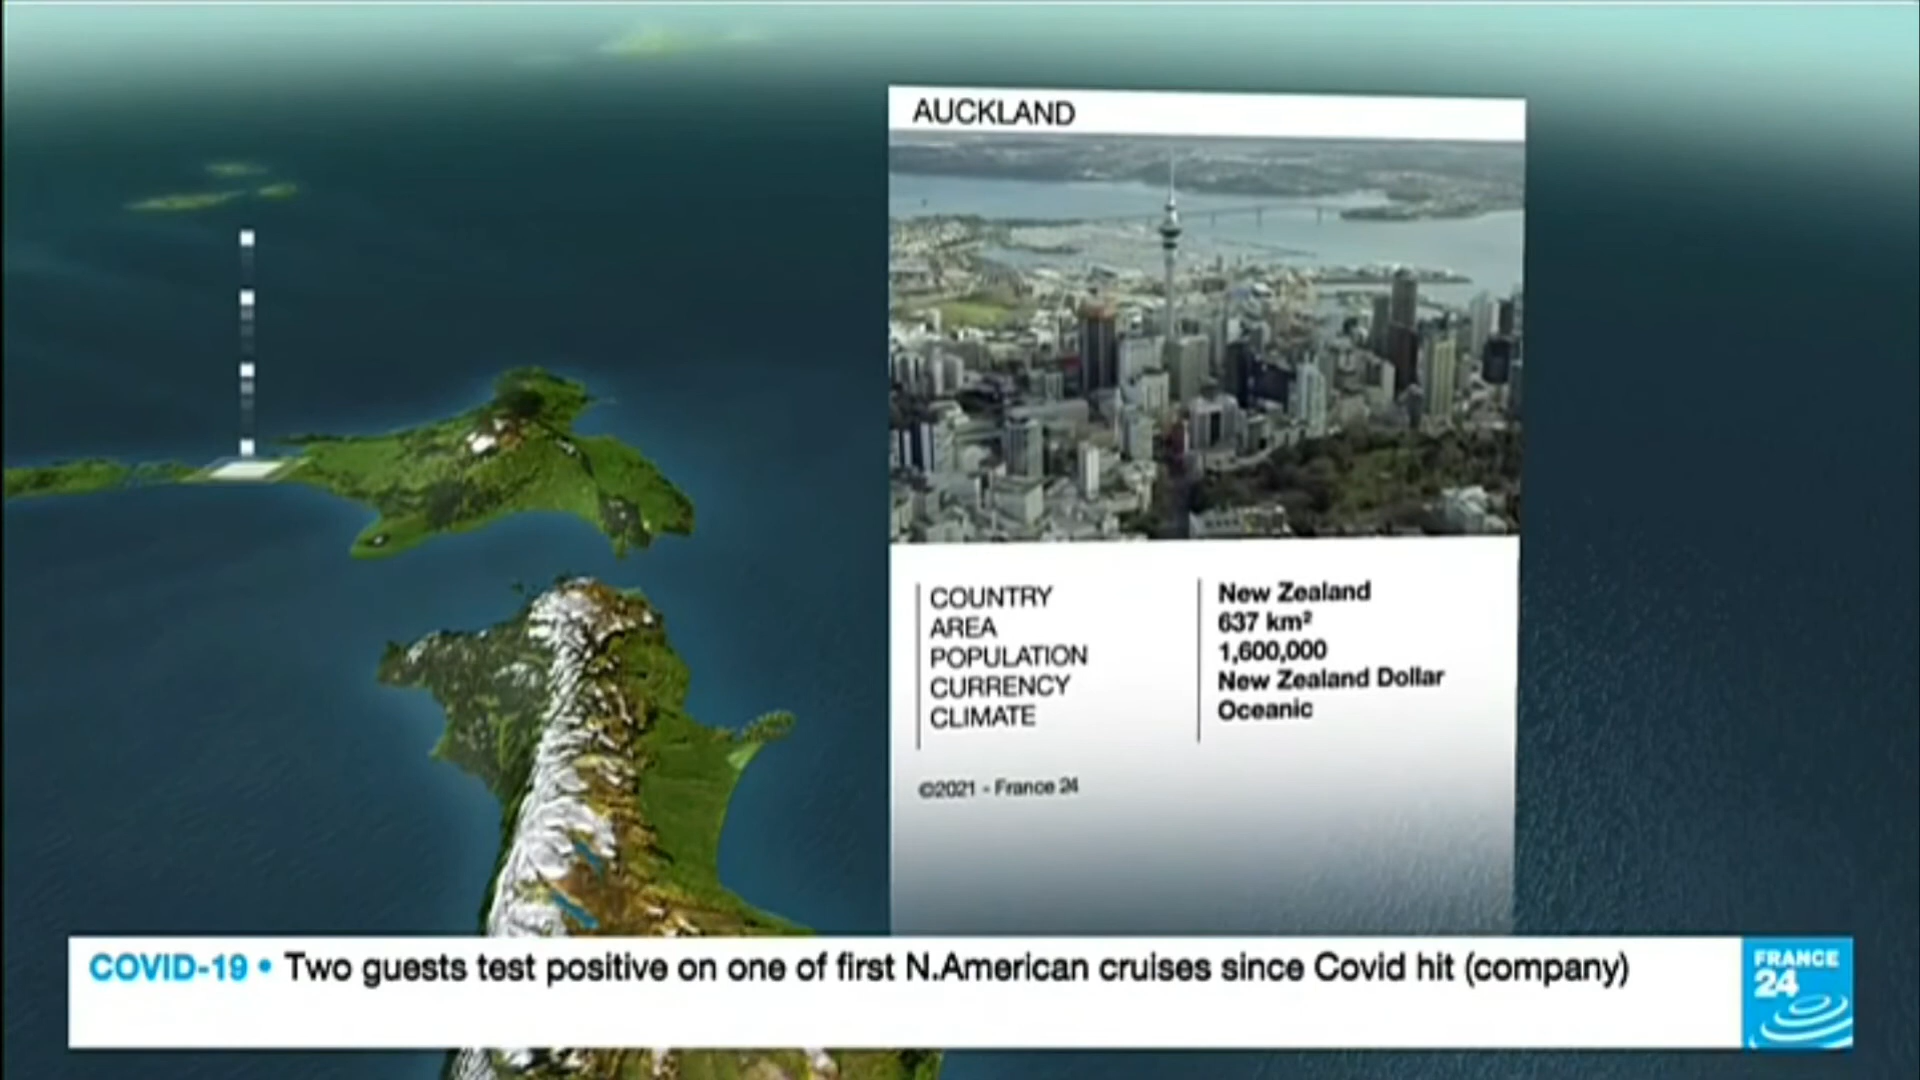 AUCKLAND
COUNTRY New Zealand
AREA 637 km²
POPULATION 1,600,000
CURRENCY New Zealand Dollar
CLIMATE Oceanic
©2021 - France 24
COVID-19 • Two guests test positive on one of first N.American cruises since Covid hit (company)
FRANCE
24